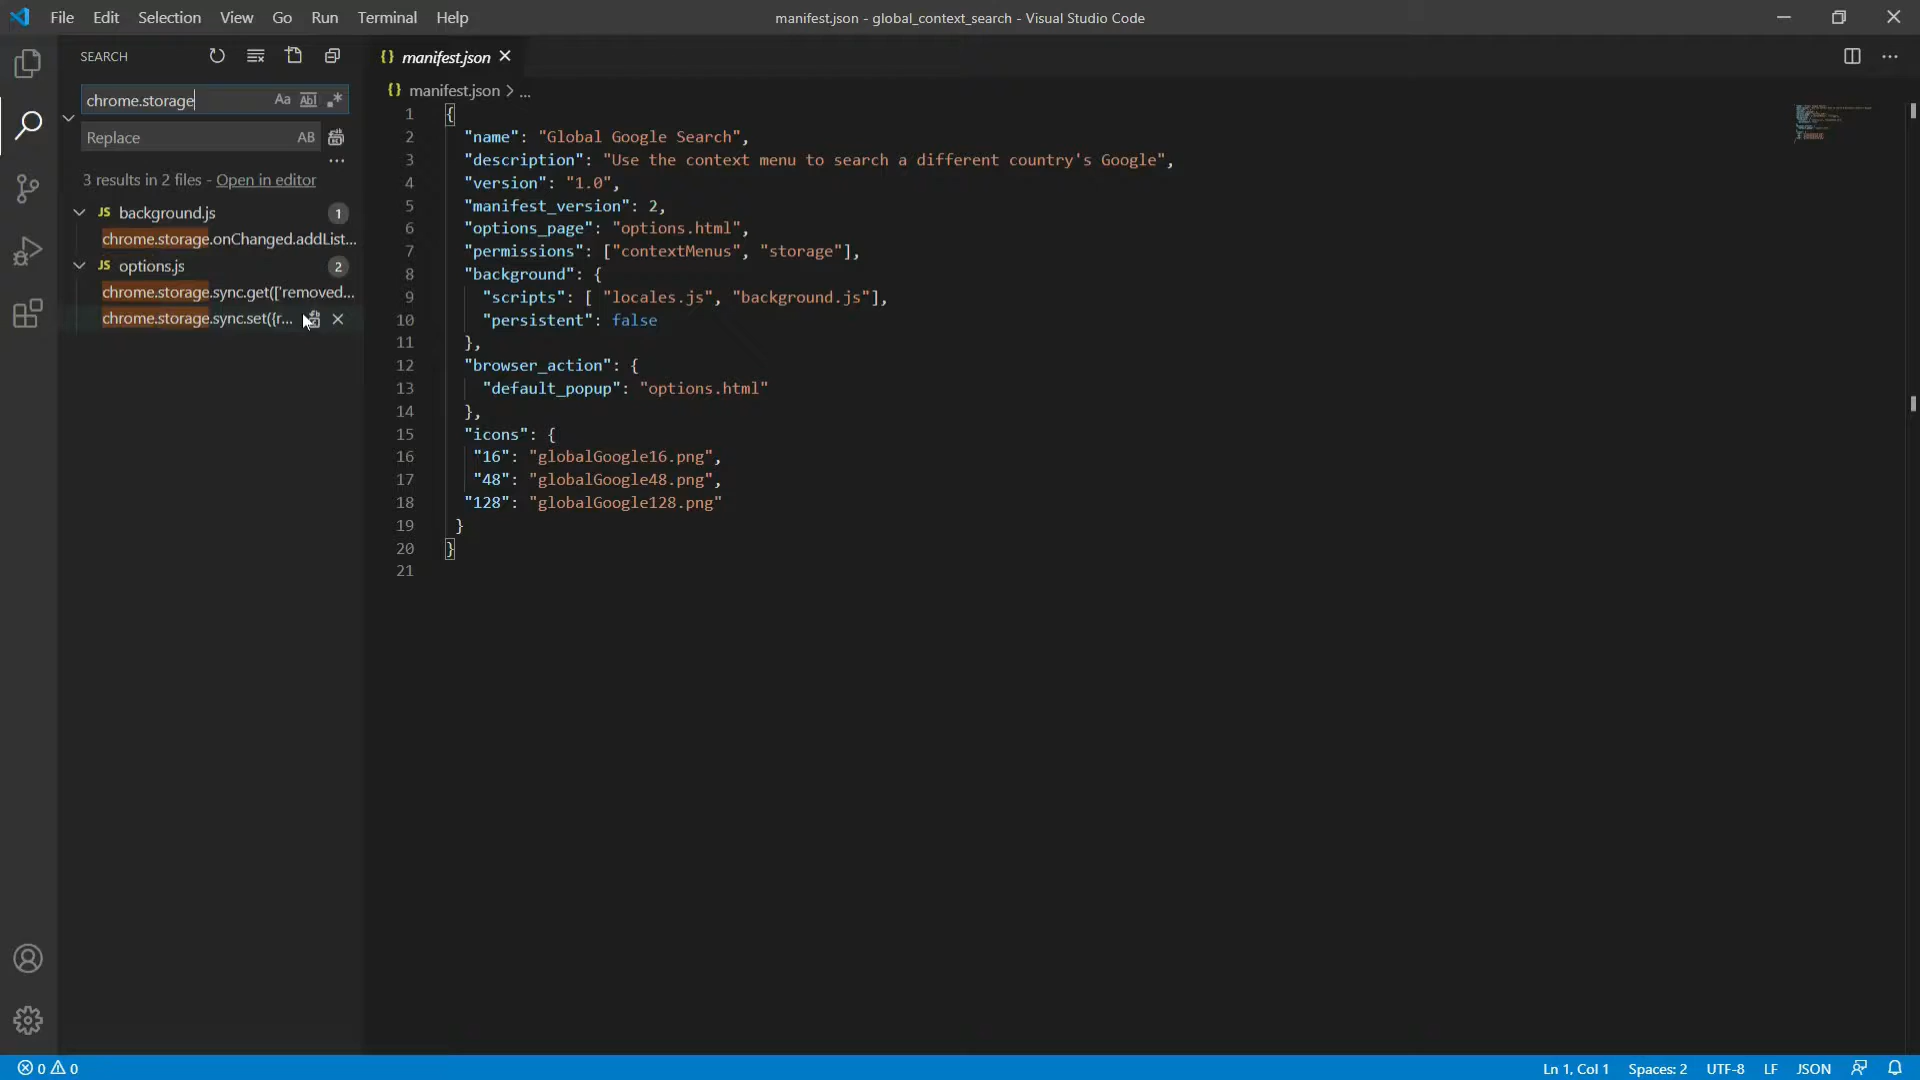 File Edit Selection View Go Run Terminal Help
manifest.json - global_context_search - Visual Studio Code
SEARCH
chrome.storage
Aa Ab| .*
Replace
AB
...
3 results in 2 files - Open in editor
JS background.js 1
chrome.storage.onChanged.addList...
JS options.js 2
chrome.storage.sync.get(['removed...
chrome.storage.sync.set({r...
{} manifest.json
{} manifest.json > ...
1 {
2 "name": "Global Google Search",
3 "description": "Use the context menu to search a different country's Google",
4 "version": "1.0",
5 "manifest_version": 2,
6 "options_page": "options.html",
7 "permissions": ["contextMenus", "storage"],
8 "background": {
9 "scripts": [ "locales.js", "background.js"],
10 "persistent": false
11 },
12 "browser_action": {
13 "default_popup": "options.html"
14 },
15 "icons": {
16 "16": "globalGoogle16.png",
17 "48": "globalGoogle48.png",
18 "128": "globalGoogle128.png"
19 }
20 }
21
0 0
Ln 1, Col 1 Spaces: 2 UTF-8 LF JSON